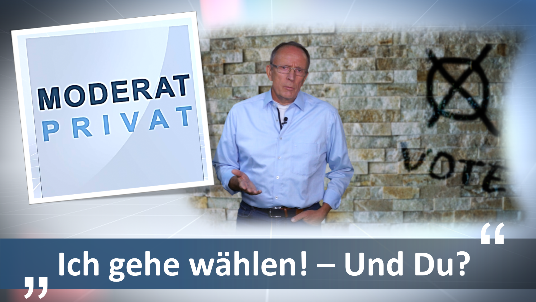 MODERAT
PRIVAT
VOTE
„Ich gehe wählen! – Und Du?“